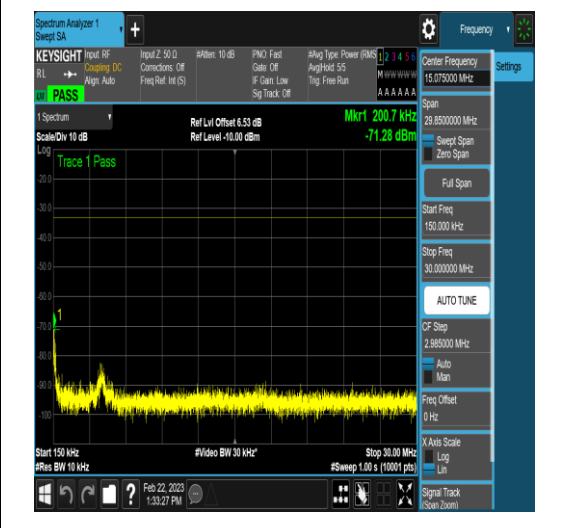 Spectrum Analyzer 1
Swept SA
Frequency
KEYSIGHT
RL
PASS
Input: RF
Coupling: DC
Align: Auto
Input Z: 50 Ω
Corrections: Off
Freq Ref: Int (S)
#Atten: 10 dB
PNO: Fast
Gate: Off
IF Gain: Low
Sig Track: Off
#Avg Type: Power (RMS
Avg|Hold: 5/5
Trig: Free Run
1 2 3 4 5 6
M W W W W W
A A A A A A
1 Spectrum
Scale/Div 10 dB
Ref Lvl Offset 6.53 dB
Ref Level -10.00 dBm
Mkr1 200.7 kHz
-71.28 dBm
Log
Trace 1 Pass
-20.0
-30.0
-40.0
-50.0
-60.0
-70.0
-80.0
-90.0
-100
1
Start 150 kHz
#Res BW 10 kHz
#Video BW 30 kHz*
Stop 30.00 MHz
#Sweep 1.00 s (10001 pts)
Feb 22, 2023
1:33:27 PM
?
Center Frequency
15.075000 MHz
Settings
Span
29.8500000 MHz
Swept Span
Zero Span
Full Span
Start Freq
150.000 kHz
Stop Freq
30.000000 MHz
AUTO TUNE
CF Step
2.985000 MHz
Auto
Man
Freq Offset
0 Hz
X Axis Scale
Log
Lin
Signal Track
(Span Zoom)